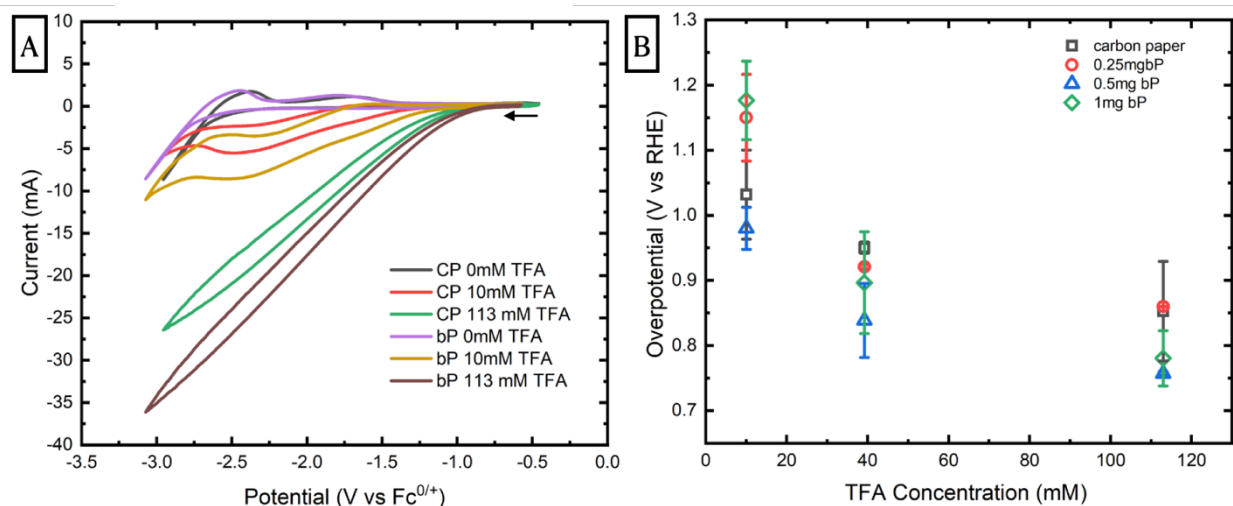 A
10
5
0
-5
-10
-15
-20
-25
-30
-35
-40
Current (mA)
CP 0mM TFA
CP 10mM TFA
CP 113 mM TFA
bP 0mM TFA
bP 10mM TFA
bP 113 mM TFA
-3.5 -3.0 -2.5 -2.0 -1.5 -1.0 -0.5 0.0
Potential (V vs Fc0/+)
B
1.3
1.2
1.1
1.0
0.9
0.8
0.7
Overpotential (V vs RHE)
carbon paper
0.25mgbP
0.5mg bP
1mg bP
0 20 40 60 80 100 120
TFA Concentration (mM)